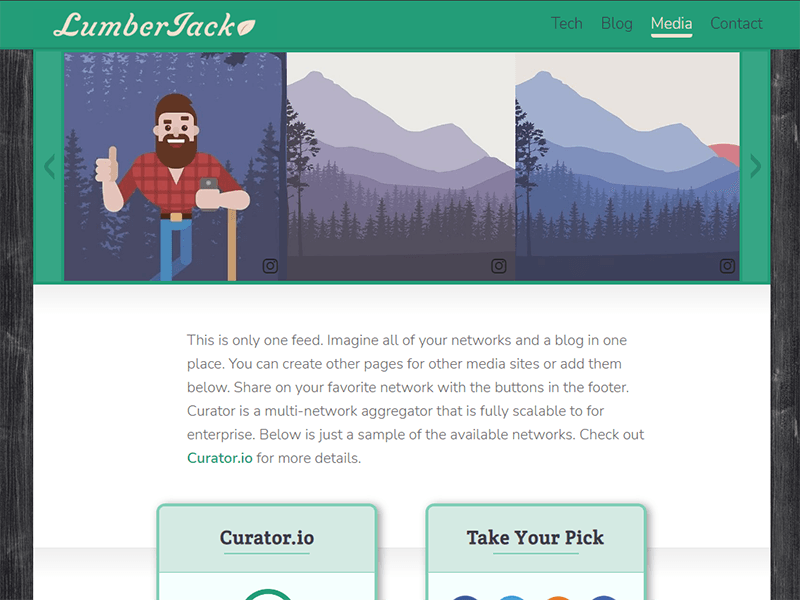 LumberJack
Tech Blog Media Contact
This is only one feed. Imagine all of your networks and a blog in one
place. You can create other pages for other media sites or add them
below. Share on your favorite network with the buttons in the footer.
Curator is a multi-network aggregator that is fully scalable to for
enterprise. Below is just a sample of the available networks. Check out
Curator.io for more details.
Curator.io
Take Your Pick